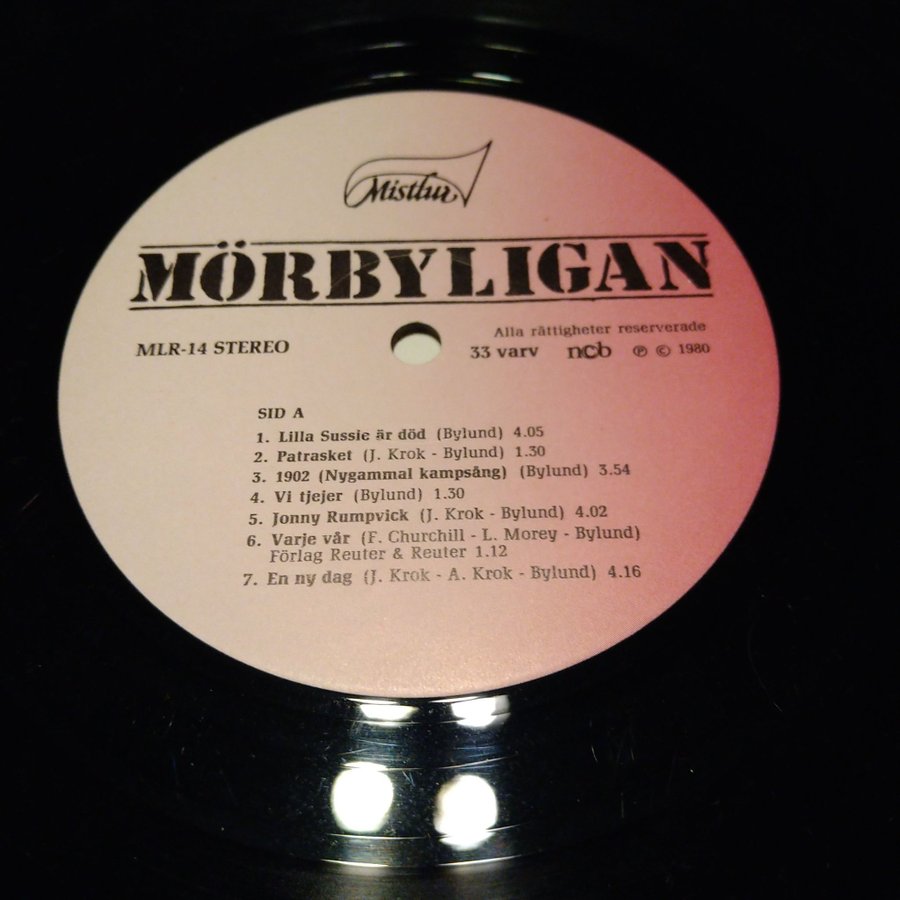 Mistlur
MÖRBYLIGAN
Alla rättigheter reserverade
MLR-14 STEREO
33 varv ncb ℗ © 1980
SID A
1. Lilla Sussie är död (Bylund) 4.05
2. Patrasket (J. Krok - Bylund) 1.30
3. 1902 (Nygammal kampsång) (Bylund) 3.54
4. Vi tjejer (Bylund) 1.30
5. Jonny Rumpvick (J. Krok - Bylund) 4.02
6. Varje vår (F. Churchill - L. Morey - Bylund)
Förlag Reuter & Reuter 1.12
7. En ny dag (J. Krok - A. Krok - Bylund) 4.16